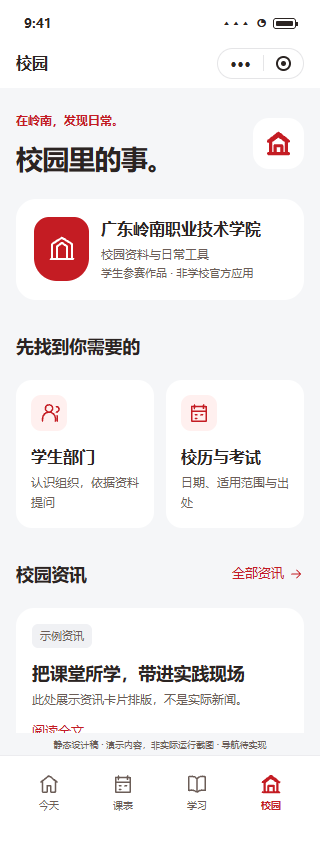 9:41
校园
在岭南，发现日常。
校园里的事。
广东岭南职业技术学院
校园资料与日常工具
学生参赛作品 · 非学校官方应用
先找到你需要的
学生部门
认识组织，依据资料
提问
校历与考试
日期、适用范围与出
处
校园资讯
全部资讯 →
示例资讯
把课堂所学，带进实践现场
此处展示资讯卡片排版，不是实际新闻。
阅读全文
静态设计稿 · 演示内容，非实际运行截图 · 导航待实现
今天
课表
学习
校园